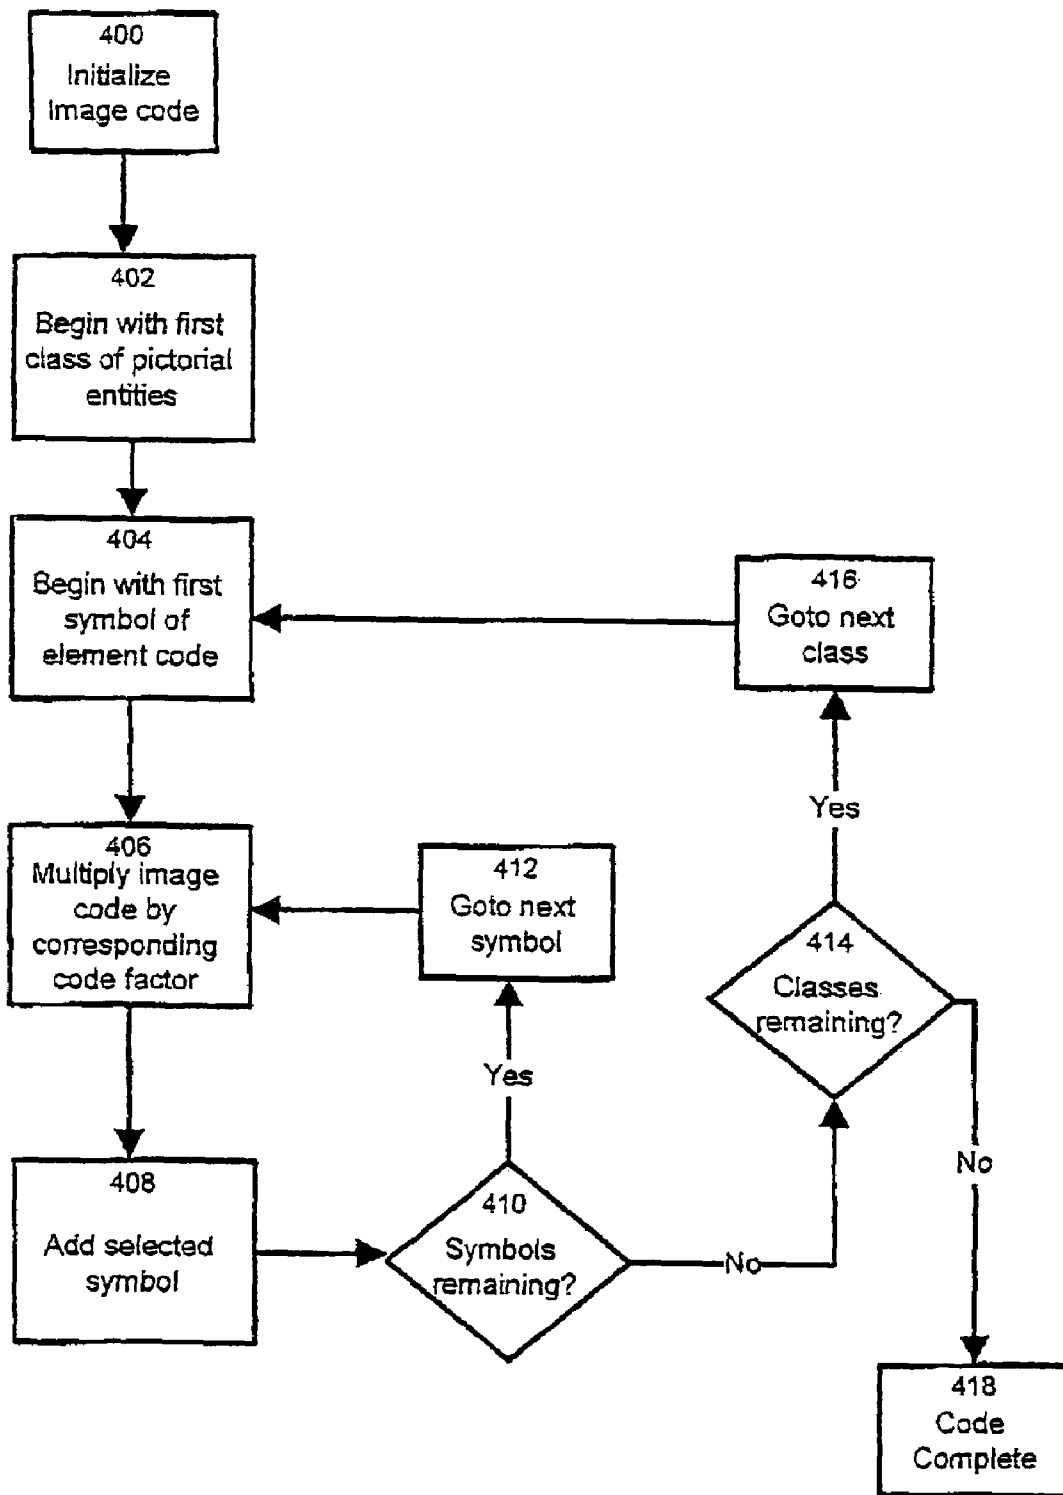 400
Initialize
Image code
402
Begin with first
class of pictorial
entities
404
Begin with first
symbol of
element code
416
Goto next
class
Yes
406
Multiply image
code by
corresponding
code factor
412
Goto next
symbol
414
Classes
remaining?
Yes
No
408
Add selected
symbol
410
Symbols
remaining?
No
418
Code
Complete